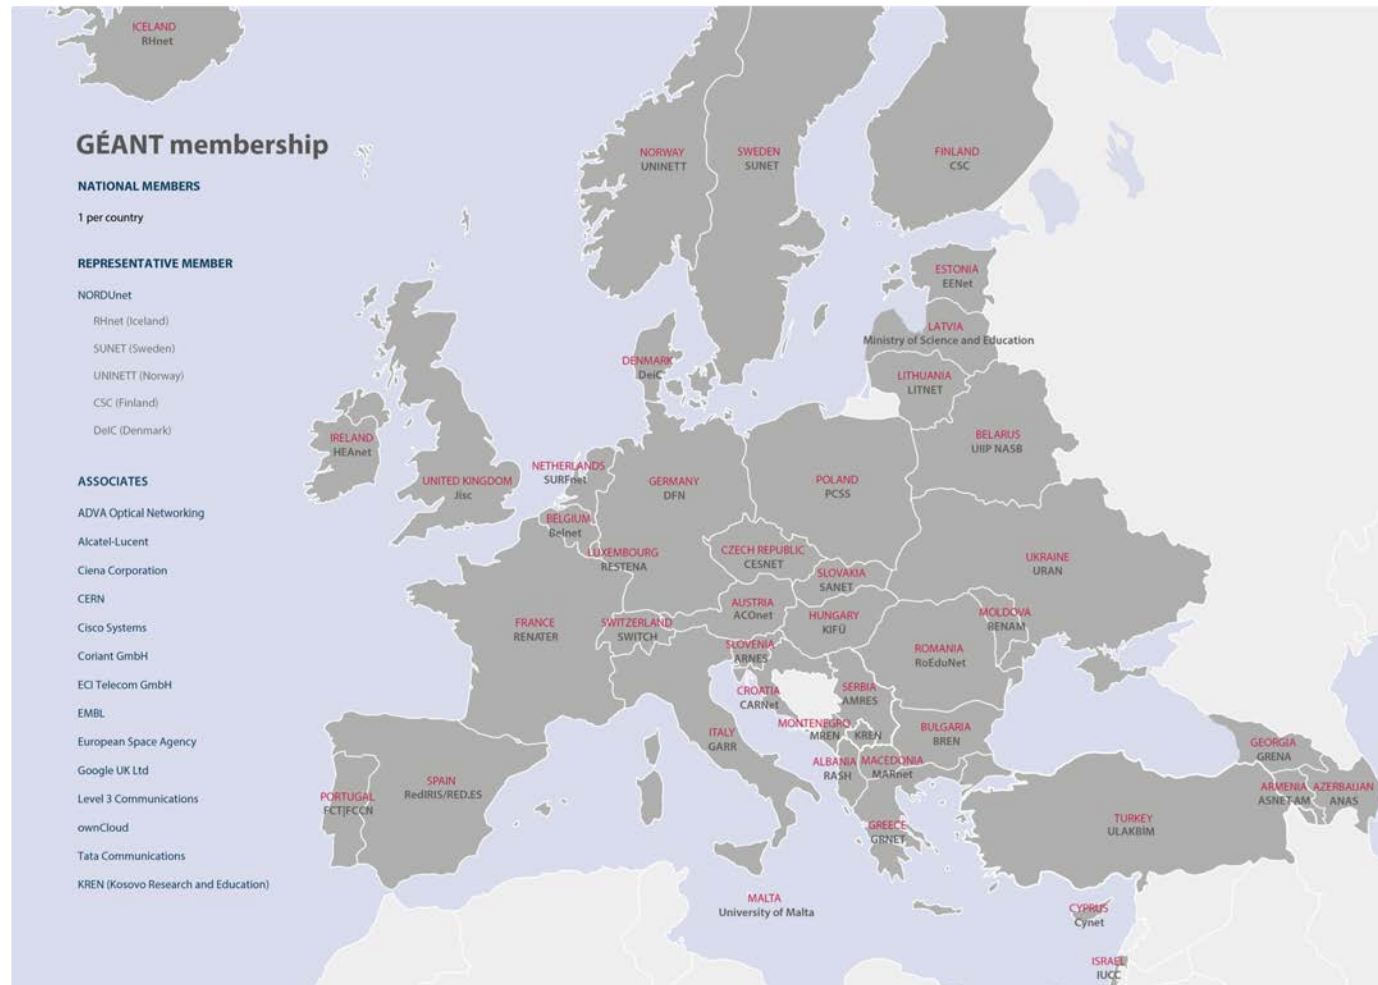 ICELAND
RHnet
GÉANT membership
NATIONAL MEMBERS
1 per country
REPRESENTATIVE MEMBER
NORDUnet
RHnet (Iceland)
SUNET (Sweden)
UNINETT (Norway)
CSC (Finland)
DeIC (Denmark)
ASSOCIATES
ADVA Optical Networking
Alcatel-Lucent
Ciena Corporation
CERN
Cisco Systems
Coriant GmbH
ECI Telecom GmbH
EMBL
European Space Agency
Google UK Ltd
Level 3 Communications
ownCloud
Tata Communications
KREN (Kosovo Research and Education)
NORWAY
UNINETT
SWEDEN
SUNET
FINLAND
CSC
ESTONIA
EENet
LATVIA
Ministry of Science and Education
LITHUANIA
LITNET
DENMARK
DeiC
BELARUS
UIIP NASB
IRELAND
HEAnet
UNITED KINGDOM
Jisc
NETHERLANDS
SURFnet
GERMANY
DFN
POLAND
PCSS
BELGIUM
Belnet
LUXEMBOURG
RESTENA
CZECH REPUBLIC
CESNET
SLOVAKIA
SANET
UKRAINE
URAN
FRANCE
RENATER
SWITZERLAND
SWITCH
AUSTRIA
ACOnet
HUNGARY
KIFÜ
MOLDOVA
RENAM
SLOVENIA
ARNES
ROMANIA
RoEduNet
CROATIA
CARNet
SERBIA
AMRES
MONTENEGRO
MREN
KREN
BULGARIA
BREN
ITALY
GARR
ALBANIA
RASH
MACEDONIA
MARnet
GEORGIA
GRENA
ARMENIA
ASNET-AM
AZERBAIJAN
ANAS
PORTUGAL
FCT|FCCN
SPAIN
RedIRIS/RED.ES
GREECE
GRNET
TURKEY
ULAKBİM
MALTA
University of Malta
CYPRUS
Cynet
ISRAEL
IUCC